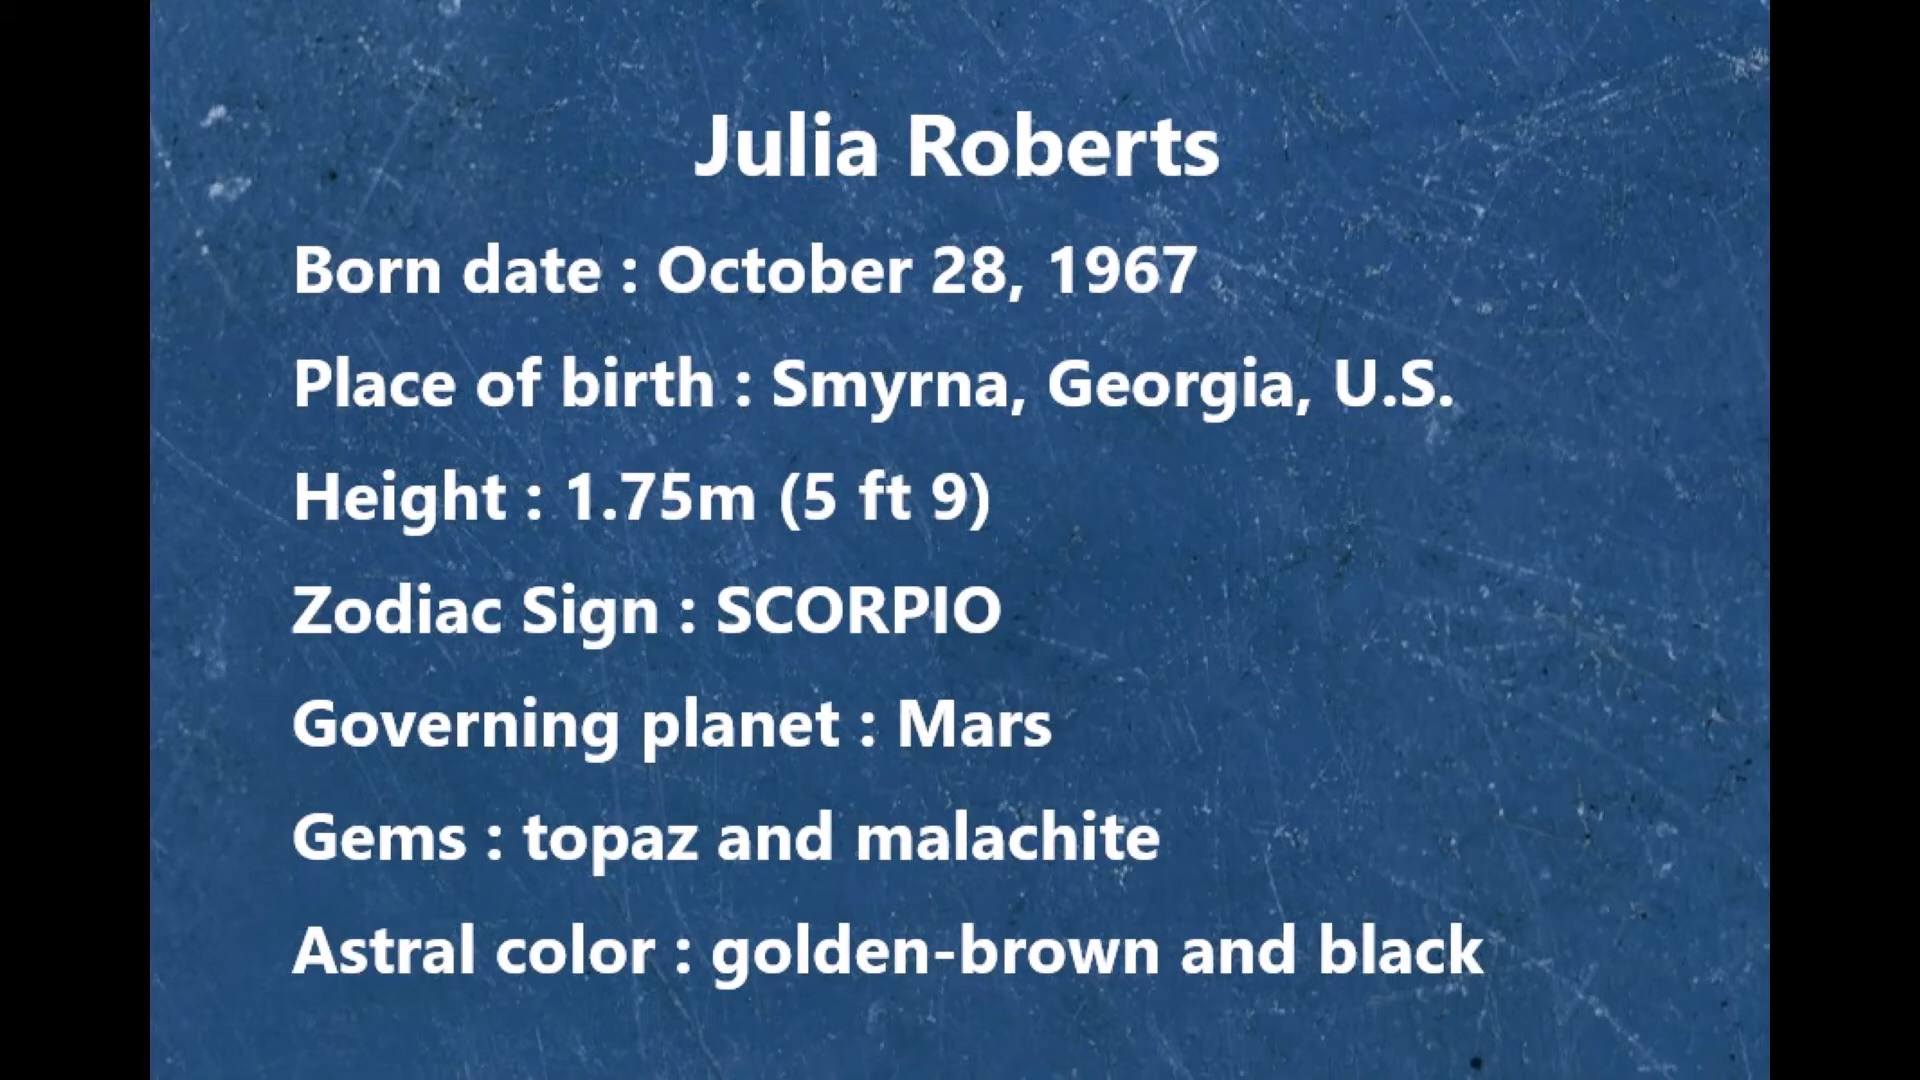 Julia Roberts
Born date : October 28, 1967
Place of birth : Smyrna, Georgia, U.S.
Height : 1.75m (5 ft 9)
Zodiac Sign : SCORPIO
Governing planet : Mars
Gems : topaz and malachite
Astral color : golden-brown and black